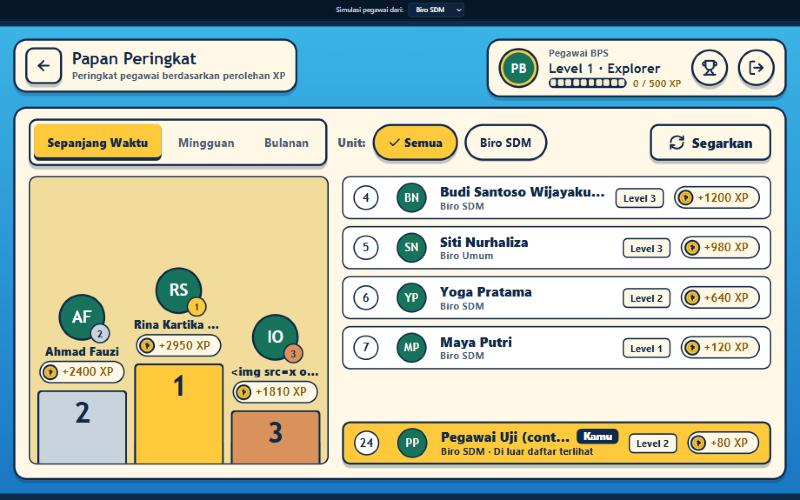 Simulasi pegawai dari: Biro SDM
Papan Peringkat
Peringkat pegawai berdasarkan perolehan XP
PB
Pegawai BPS
Level 1 · Explorer
0 / 500 XP
Sepanjang Waktu
Mingguan
Bulanan
Unit:
Semua
Biro SDM
Segarkan
RS
1
Rina Kartika ...
+2950 XP
1
AF
2
Ahmad Fauzi
+2400 XP
2
IO
3
<img src=x o...
+1810 XP
3
4
BN
Budi Santoso Wijayaku...
Biro SDM
Level 3
+1200 XP
5
SN
Siti Nurhaliza
Biro Umum
Level 3
+980 XP
6
YP
Yoga Pratama
Biro SDM
Level 2
+640 XP
7
MP
Maya Putri
Biro SDM
Level 1
+120 XP
24
PP
Pegawai Uji (cont...
Kamu
Biro SDM · Di luar daftar terlihat
Level 2
+80 XP